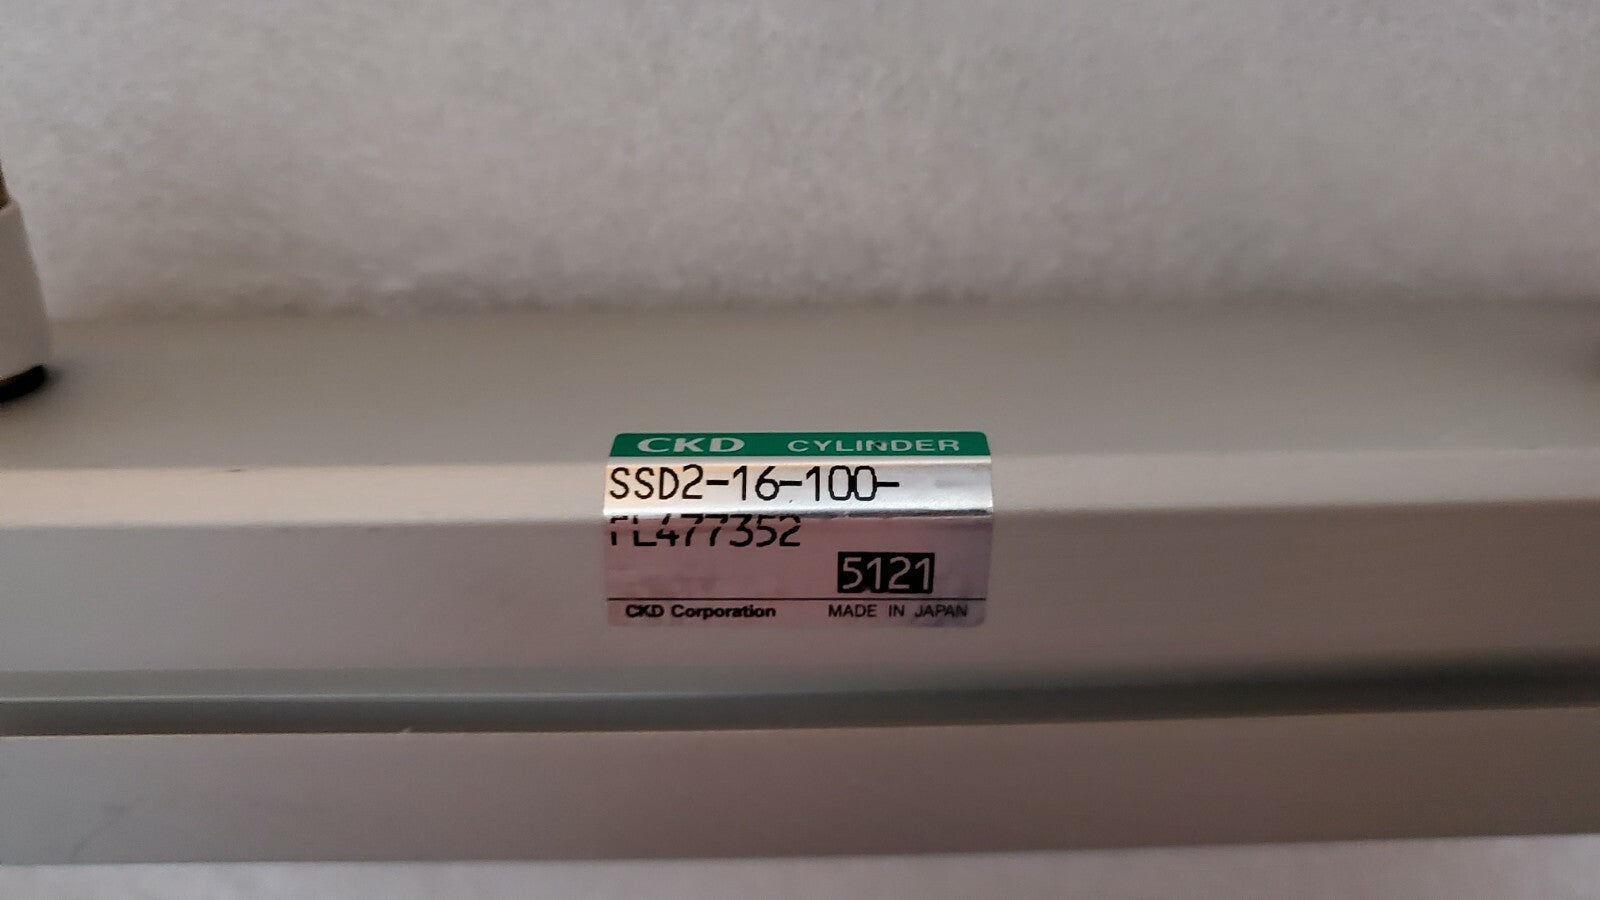 CKD CYLINDER
SSD2-16-100-
FL477352
5121
CKD Corporation MADE IN JAPAN